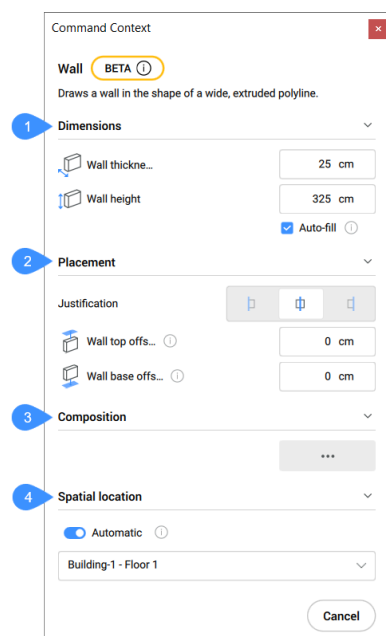 Command Context
Wall BETA
Draws a wall in the shape of a wide, extruded polyline.
1 Dimensions
Wall thickne... 25 cm
Wall height 325 cm
Auto-fill
2 Placement
Justification
Wall top offs... 0 cm
Wall base offs... 0 cm
3 Composition
...
4 Spatial location
Automatic
Building-1 - Floor 1
Cancel